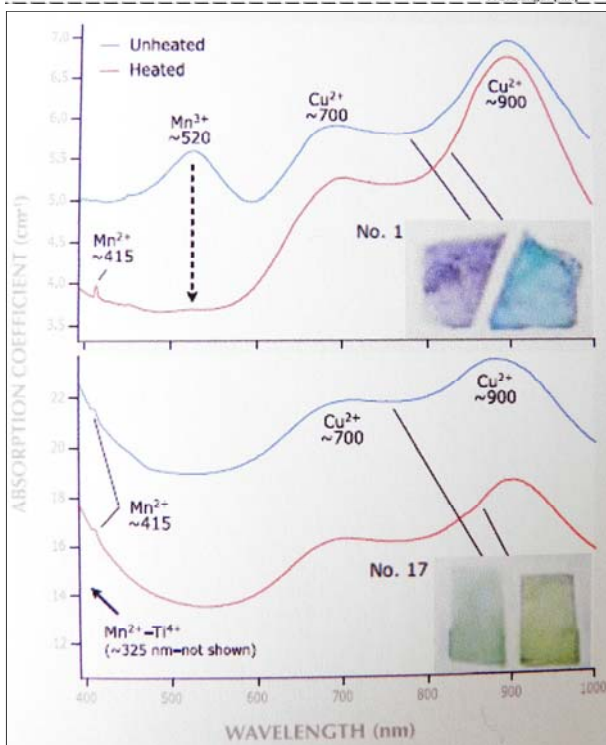 7.0
Unheated
6.5
Heated
6.0
Mn³⁺
~520
Cu²⁺
~700
Cu²⁺
~900
5.5
5.0
4.5
Mn²⁺
~415
No. 1
4.0
3.5
ABSORPTION COEFFICIENT (cm⁻¹)
22
Cu²⁺
~900
Cu²⁺
~700
20
18
Mn²⁺
~415
16
No. 17
14
Mn²⁺–Ti⁴⁺
(~325 nm–not shown)
12
400 500 600 700 800 900 1000
WAVELENGTH (nm)